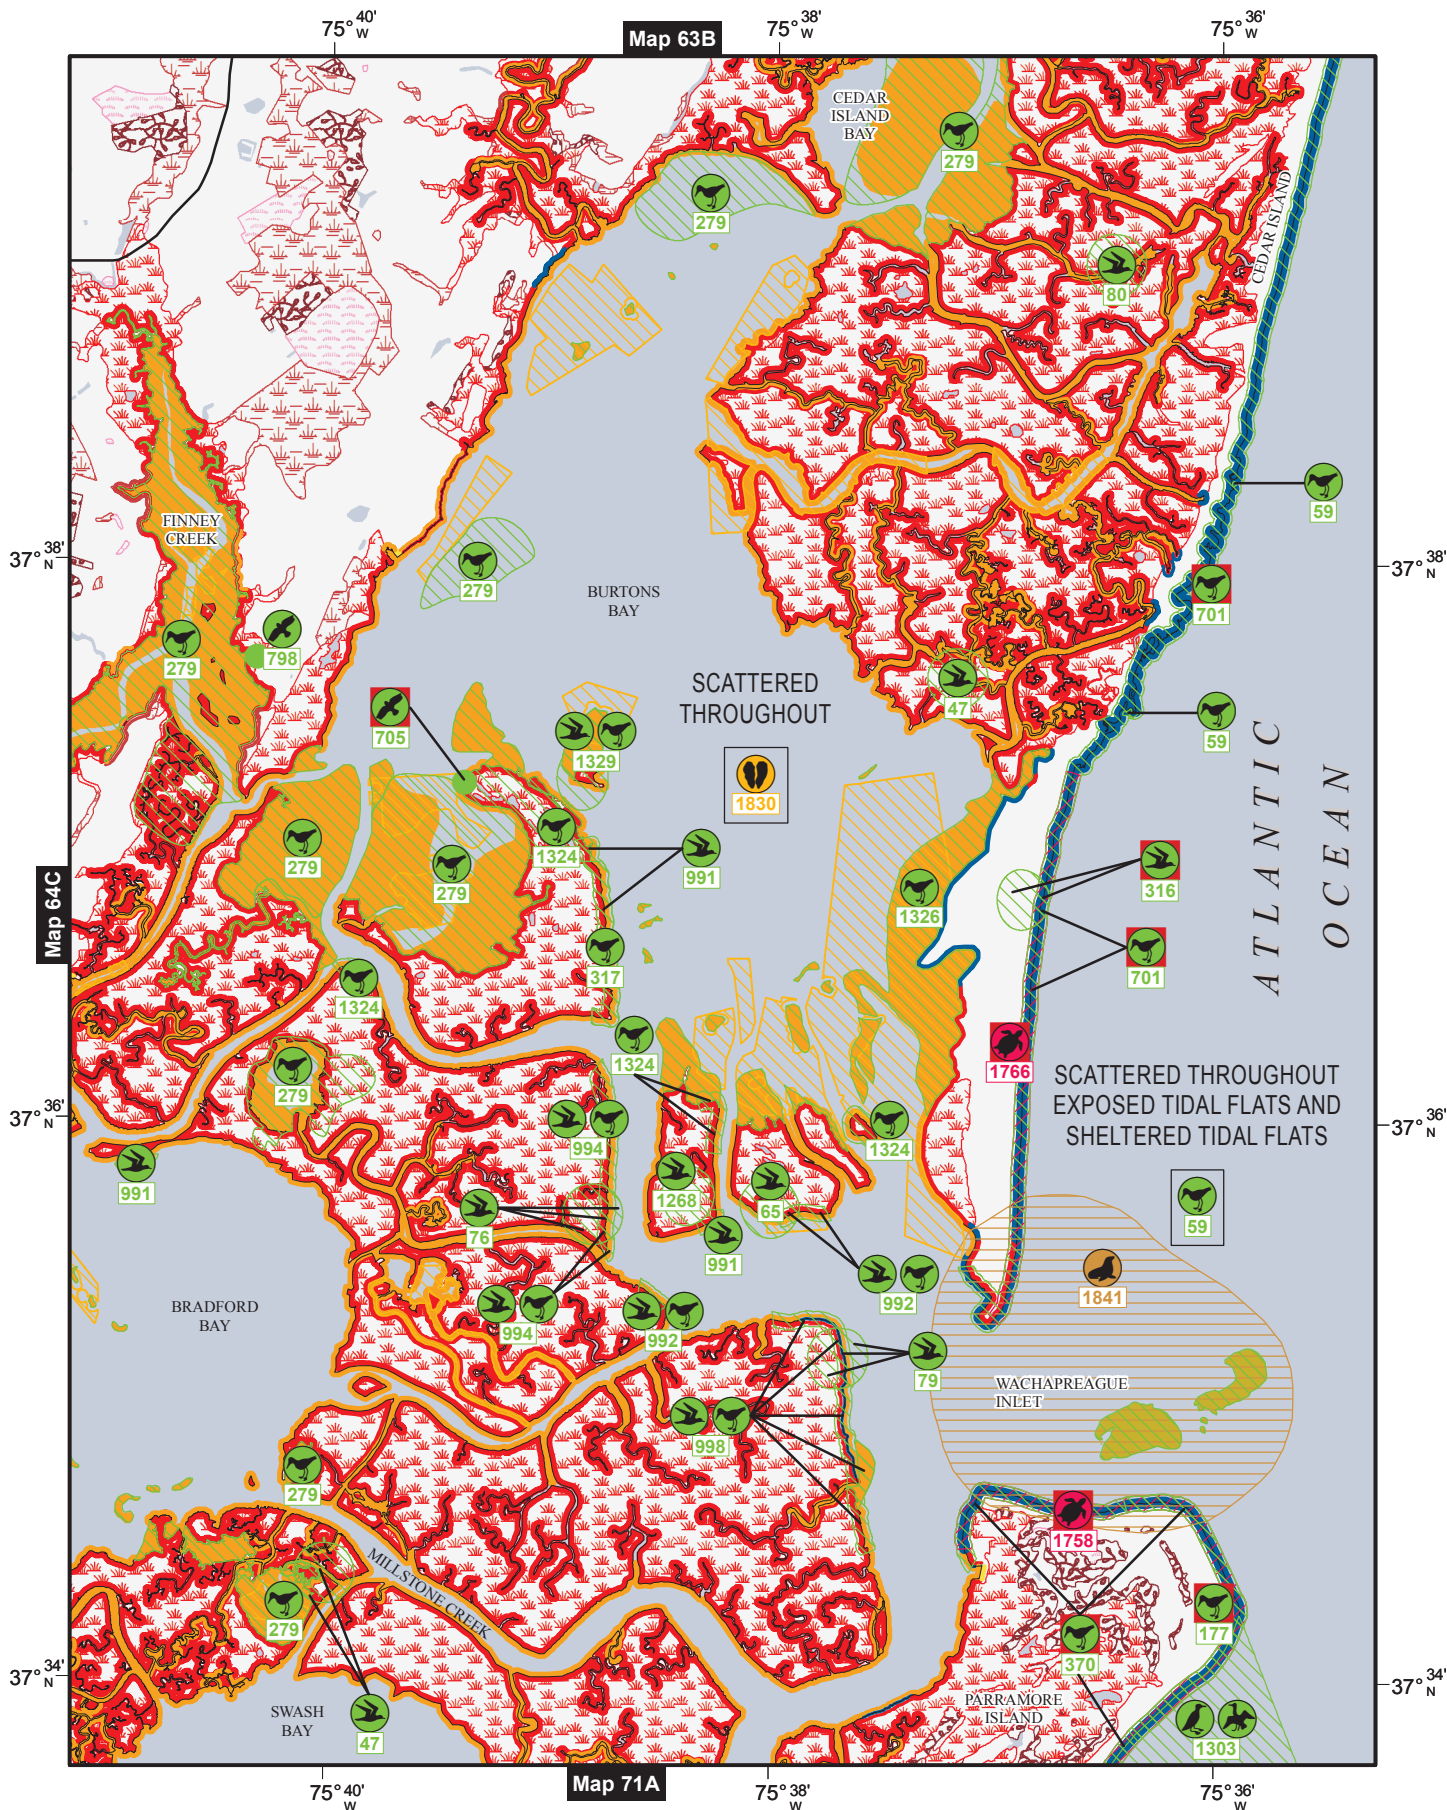 75° 40' W
Map 63B
75° 38' W
75° 36' W
CEDAR
ISLAND
BAY
279
279
CEDAR ISLAND
80
59
FINNEY
CREEK
37° 38' N
37° 38' N
279
BURTONS
BAY
701
798
279
SCATTERED
THROUGHOUT
47
705
59
1329
1830
ATLANTIC
OCEAN
279
1324
279
991
316
1326
Map 64C
317
701
1324
1324
1766
279
SCATTERED THROUGHOUT
EXPOSED TIDAL FLATS AND
SHELTERED TIDAL FLATS
37° 36' N
37° 36' N
994
1324
991
1268
65
59
76
991
992
1841
BRADFORD
BAY
994
992
79
WACHAPREAGUE
INLET
998
279
1758
MILLSTONE CREEK
279
177
370
37° 34' N
37° 34' N
SWASH
BAY
47
PARRAMORE
ISLAND
1303
75° 40' W
Map 71A
75° 38' W
75° 36' W